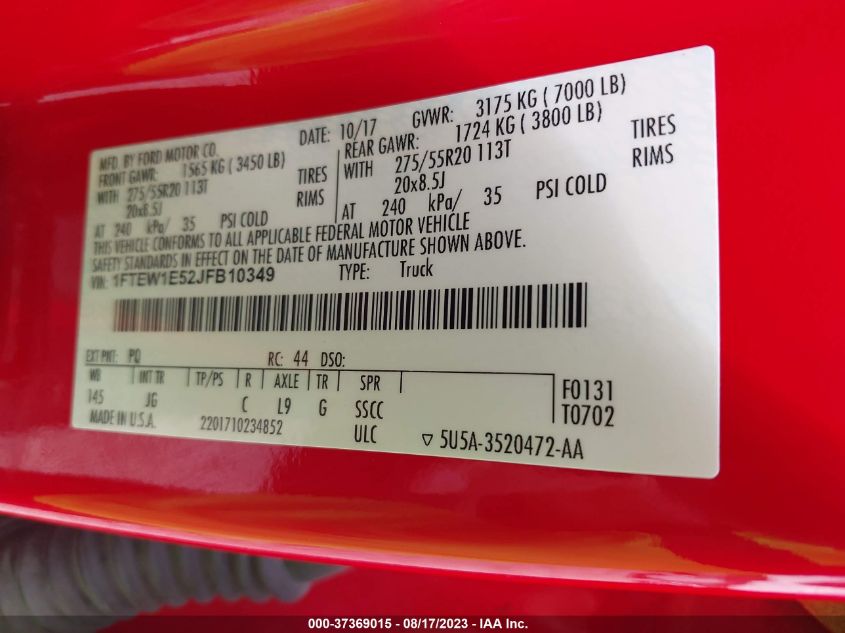 MFD. BY FORD MOTOR CO.
DATE: 10/17 GVWR: 3175 KG ( 7000 LB)
FRONT GAWR: 1565 KG ( 3450 LB) REAR GAWR: 1724 KG ( 3800 LB)
WITH 275/55R20 113T TIRES WITH 275/55R20 113T TIRES
20x8.5J RIMS 20x8.5J RIMS
AT 240 kPa/ 35 PSI COLD AT 240 kPa/ 35 PSI COLD
THIS VEHICLE CONFORMS TO ALL APPLICABLE FEDERAL MOTOR VEHICLE
SAFETY STANDARDS IN EFFECT ON THE DATE OF MANUFACTURE SHOWN ABOVE.
VIN: 1FTEW1E52JFB10349 TYPE: Truck
EXT PNT: PQ RC: 44 DSO:
WB INT TR TP/PS R AXLE TR SPR F0131
145 JG C L9 G SSCC T0702
MADE IN U.S.A. 2201710234852 ULC ▽ 5U5A-3520472-AA
000-37369015 - 08/17/2023 - © IAA Inc.